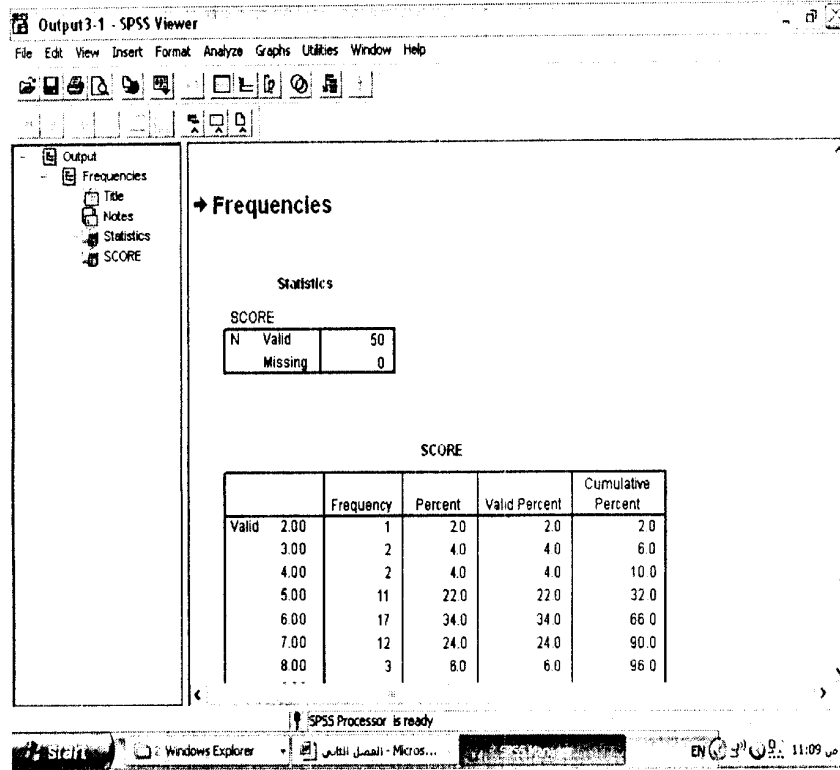 Output3-1 - SPSS Viewer
File Edit View Insert Format Analyze Graphs Utilities Window Help
Output
Frequencies
Title
Notes
Statistics
SCORE
Frequencies
Statistics
SCORE
N Valid 50
Missing 0
SCORE
Frequency Percent Valid Percent Cumulative Percent
Valid 2.00 1 2.0 2.0 2.0
3.00 2 4.0 4.0 6.0
4.00 2 4.0 4.0 10.0
5.00 11 22.0 22.0 32.0
6.00 17 34.0 34.0 66.0
7.00 12 24.0 24.0 90.0
8.00 3 6.0 6.0 96.0
SPSS Processor is ready
Start 2 Windows Explorer الفصل الثاني - Micros... EN 11:09 ص